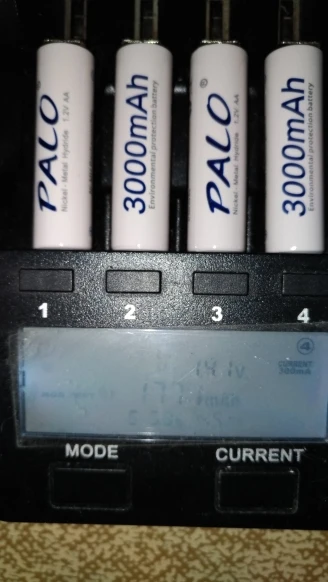 PALO
Nickel - Metal Hydride 1.2V AA
3000mAh
Environmental protection battery
PALO
Nickel - Metal Hydride 1.2V AA
3000mAh
Environmental protection battery
1
2
3
4
4
CURRENT
MODE
CURRENT